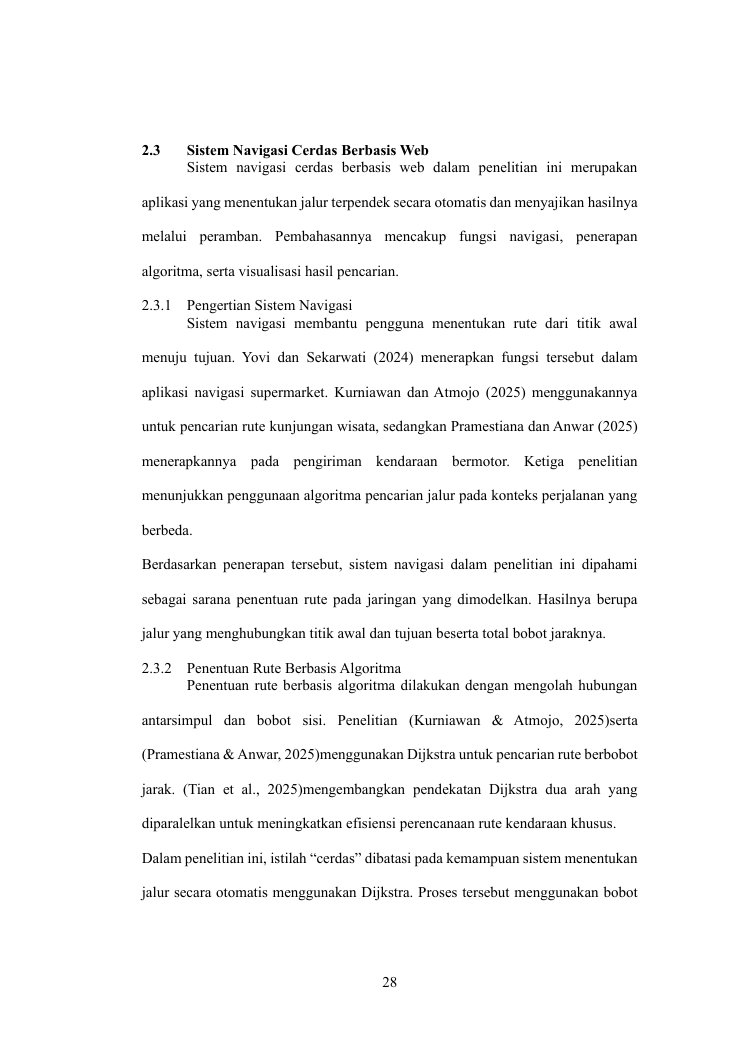 2.3 Sistem Navigasi Cerdas Berbasis Web
Sistem navigasi cerdas berbasis web dalam penelitian ini merupakan
aplikasi yang menentukan jalur terpendek secara otomatis dan menyajikan hasilnya
melalui peramban. Pembahasannya mencakup fungsi navigasi, penerapan
algoritma, serta visualisasi hasil pencarian.
2.3.1 Pengertian Sistem Navigasi
Sistem navigasi membantu pengguna menentukan rute dari titik awal
menuju tujuan. Yovi dan Sekarwati (2024) menerapkan fungsi tersebut dalam
aplikasi navigasi supermarket. Kurniawan dan Atmojo (2025) menggunakannya
untuk pencarian rute kunjungan wisata, sedangkan Pramestiana dan Anwar (2025)
menerapkannya pada pengiriman kendaraan bermotor. Ketiga penelitian
menunjukkan penggunaan algoritma pencarian jalur pada konteks perjalanan yang
berbeda.
Berdasarkan penerapan tersebut, sistem navigasi dalam penelitian ini dipahami
sebagai sarana penentuan rute pada jaringan yang dimodelkan. Hasilnya berupa
jalur yang menghubungkan titik awal dan tujuan beserta total bobot jaraknya.
2.3.2 Penentuan Rute Berbasis Algoritma
Penentuan rute berbasis algoritma dilakukan dengan mengolah hubungan
antarsimpul dan bobot sisi. Penelitian (Kurniawan & Atmojo, 2025)serta
(Pramestiana & Anwar, 2025)menggunakan Dijkstra untuk pencarian rute berbobot
jarak. (Tian et al., 2025)mengembangkan pendekatan Dijkstra dua arah yang
diparalelkan untuk meningkatkan efisiensi perencanaan rute kendaraan khusus.
Dalam penelitian ini, istilah “cerdas” dibatasi pada kemampuan sistem menentukan
jalur secara otomatis menggunakan Dijkstra. Proses tersebut menggunakan bobot
28